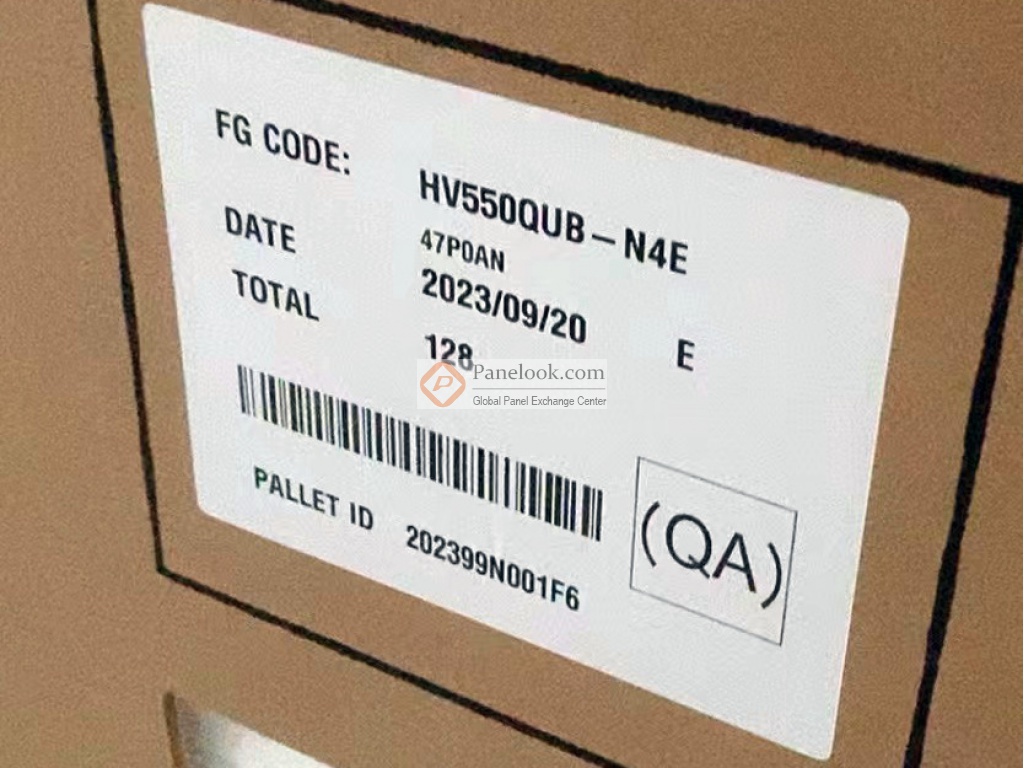 FG CODE: HV550QUB-N4E
47P0AN
DATE 2023/09/20 E
TOTAL 128
Panelook.com
Global Panel Exchange Center
PALLET ID 202399N001F6
(QA)